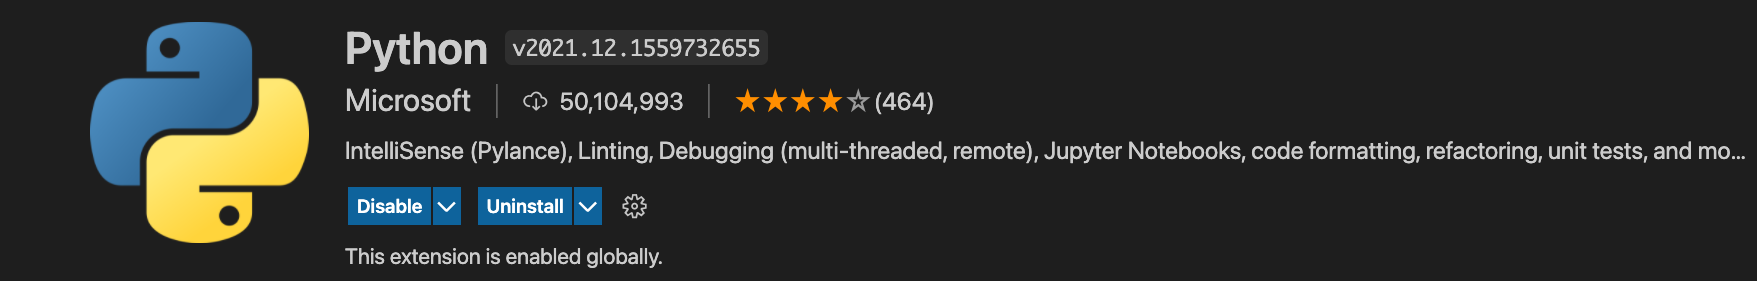 Python v2021.12.1559732655
Microsoft 50,104,993 (464)
IntelliSense (Pylance), Linting, Debugging (multi-threaded, remote), Jupyter Notebooks, code formatting, refactoring, unit tests, and mo...
Disable Uninstall
This extension is enabled globally.